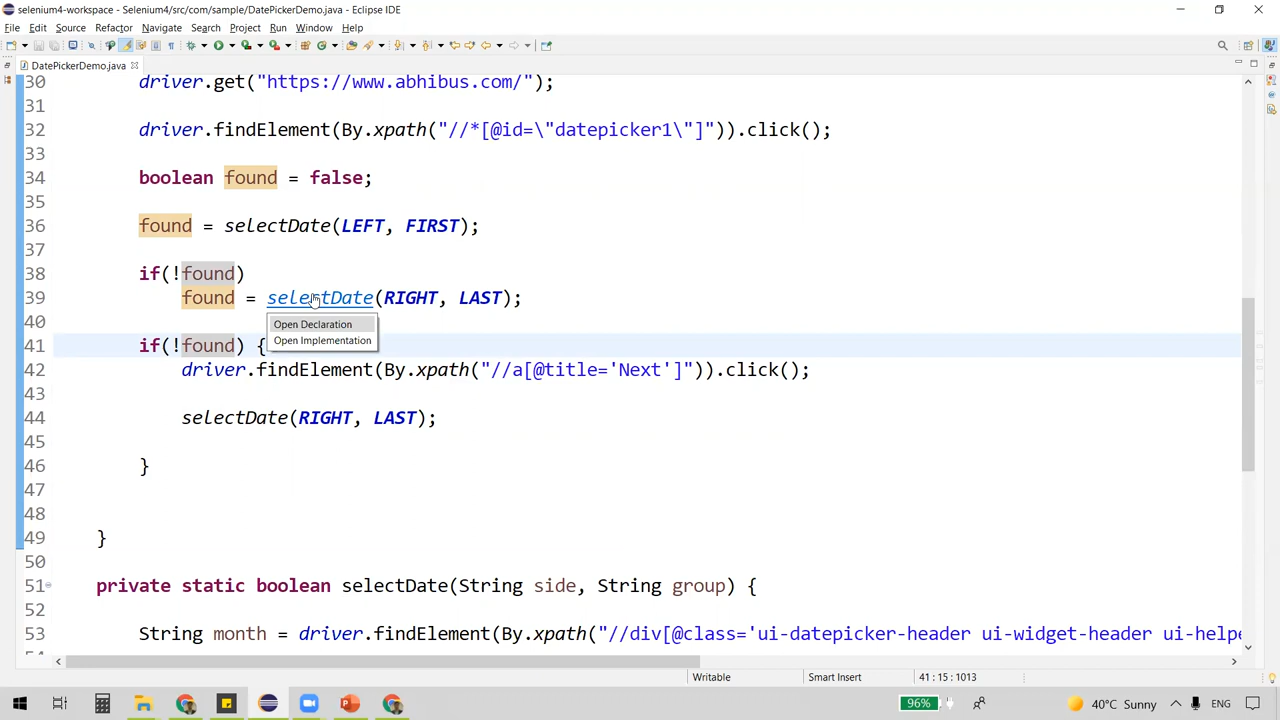 selenium4-workspace - Selenium4/src/com/sample/DatePickerDemo.java - Eclipse IDE
File Edit Source Refactor Navigate Search Project Run Window Help
DatePickerDemo.java
30 driver.get("https://www.abhibus.com/");
31
32 driver.findElement(By.xpath("//*[@id=\"datepicker1\"]")).click();
33
34 boolean found = false;
35
36 found = selectDate(LEFT, FIRST);
37
38 if(!found)
39 found = selectDate(RIGHT, LAST);
Open Declaration
40
Open Implementation
41 if(!found) {
42 driver.findElement(By.xpath("//a[@title='Next']")).click();
43
44 selectDate(RIGHT, LAST);
45
46 }
47
48
49 }
50
51 private static boolean selectDate(String side, String group) {
52
53 String month = driver.findElement(By.xpath("//div[@class='ui-datepicker-header ui-widget-header ui-helpe
Writable Smart Insert 41 : 15 : 1013
96% 40°C Sunny ENG